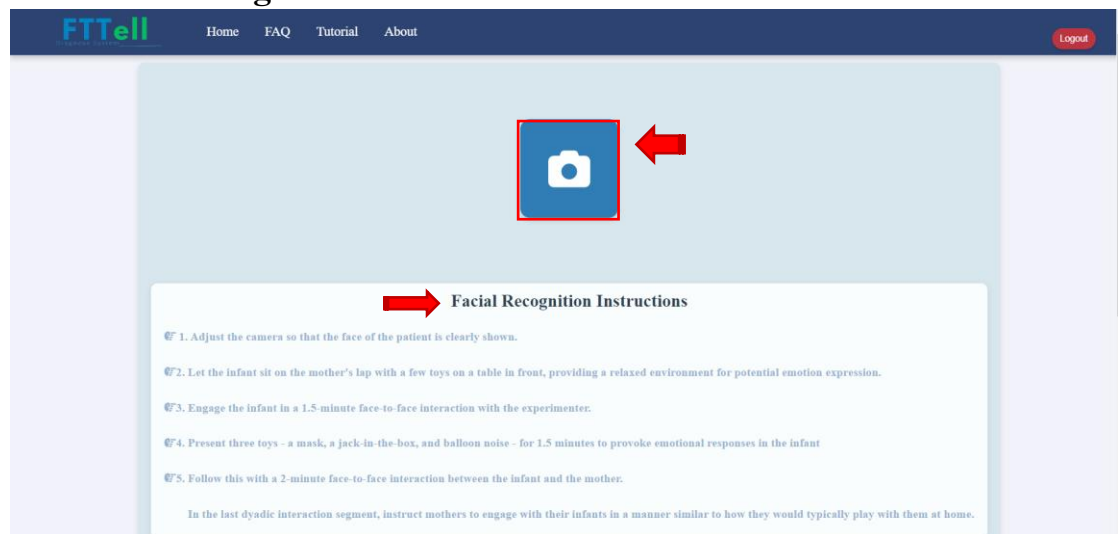 FTTell
Home FAQ Tutorial About
Logout
Facial Recognition Instructions
1. Adjust the camera so that the face of the patient is clearly shown.
2. Let the infant sit on the mother's lap with a few toys on a table in front, providing a relaxed environment for potential emotion expression.
3. Engage the infant in a 1.5-minute face-to-face interaction with the experimenter.
4. Present three toys - a mask, a jack-in-the-box, and balloon noise - for 1.5 minutes to provoke emotional responses in the infant
5. Follow this with a 2-minute face-to-face interaction between the infant and the mother.
In the last dyadic interaction segment, instruct mothers to engage with their infants in a manner similar to how they would typically play with them at home.